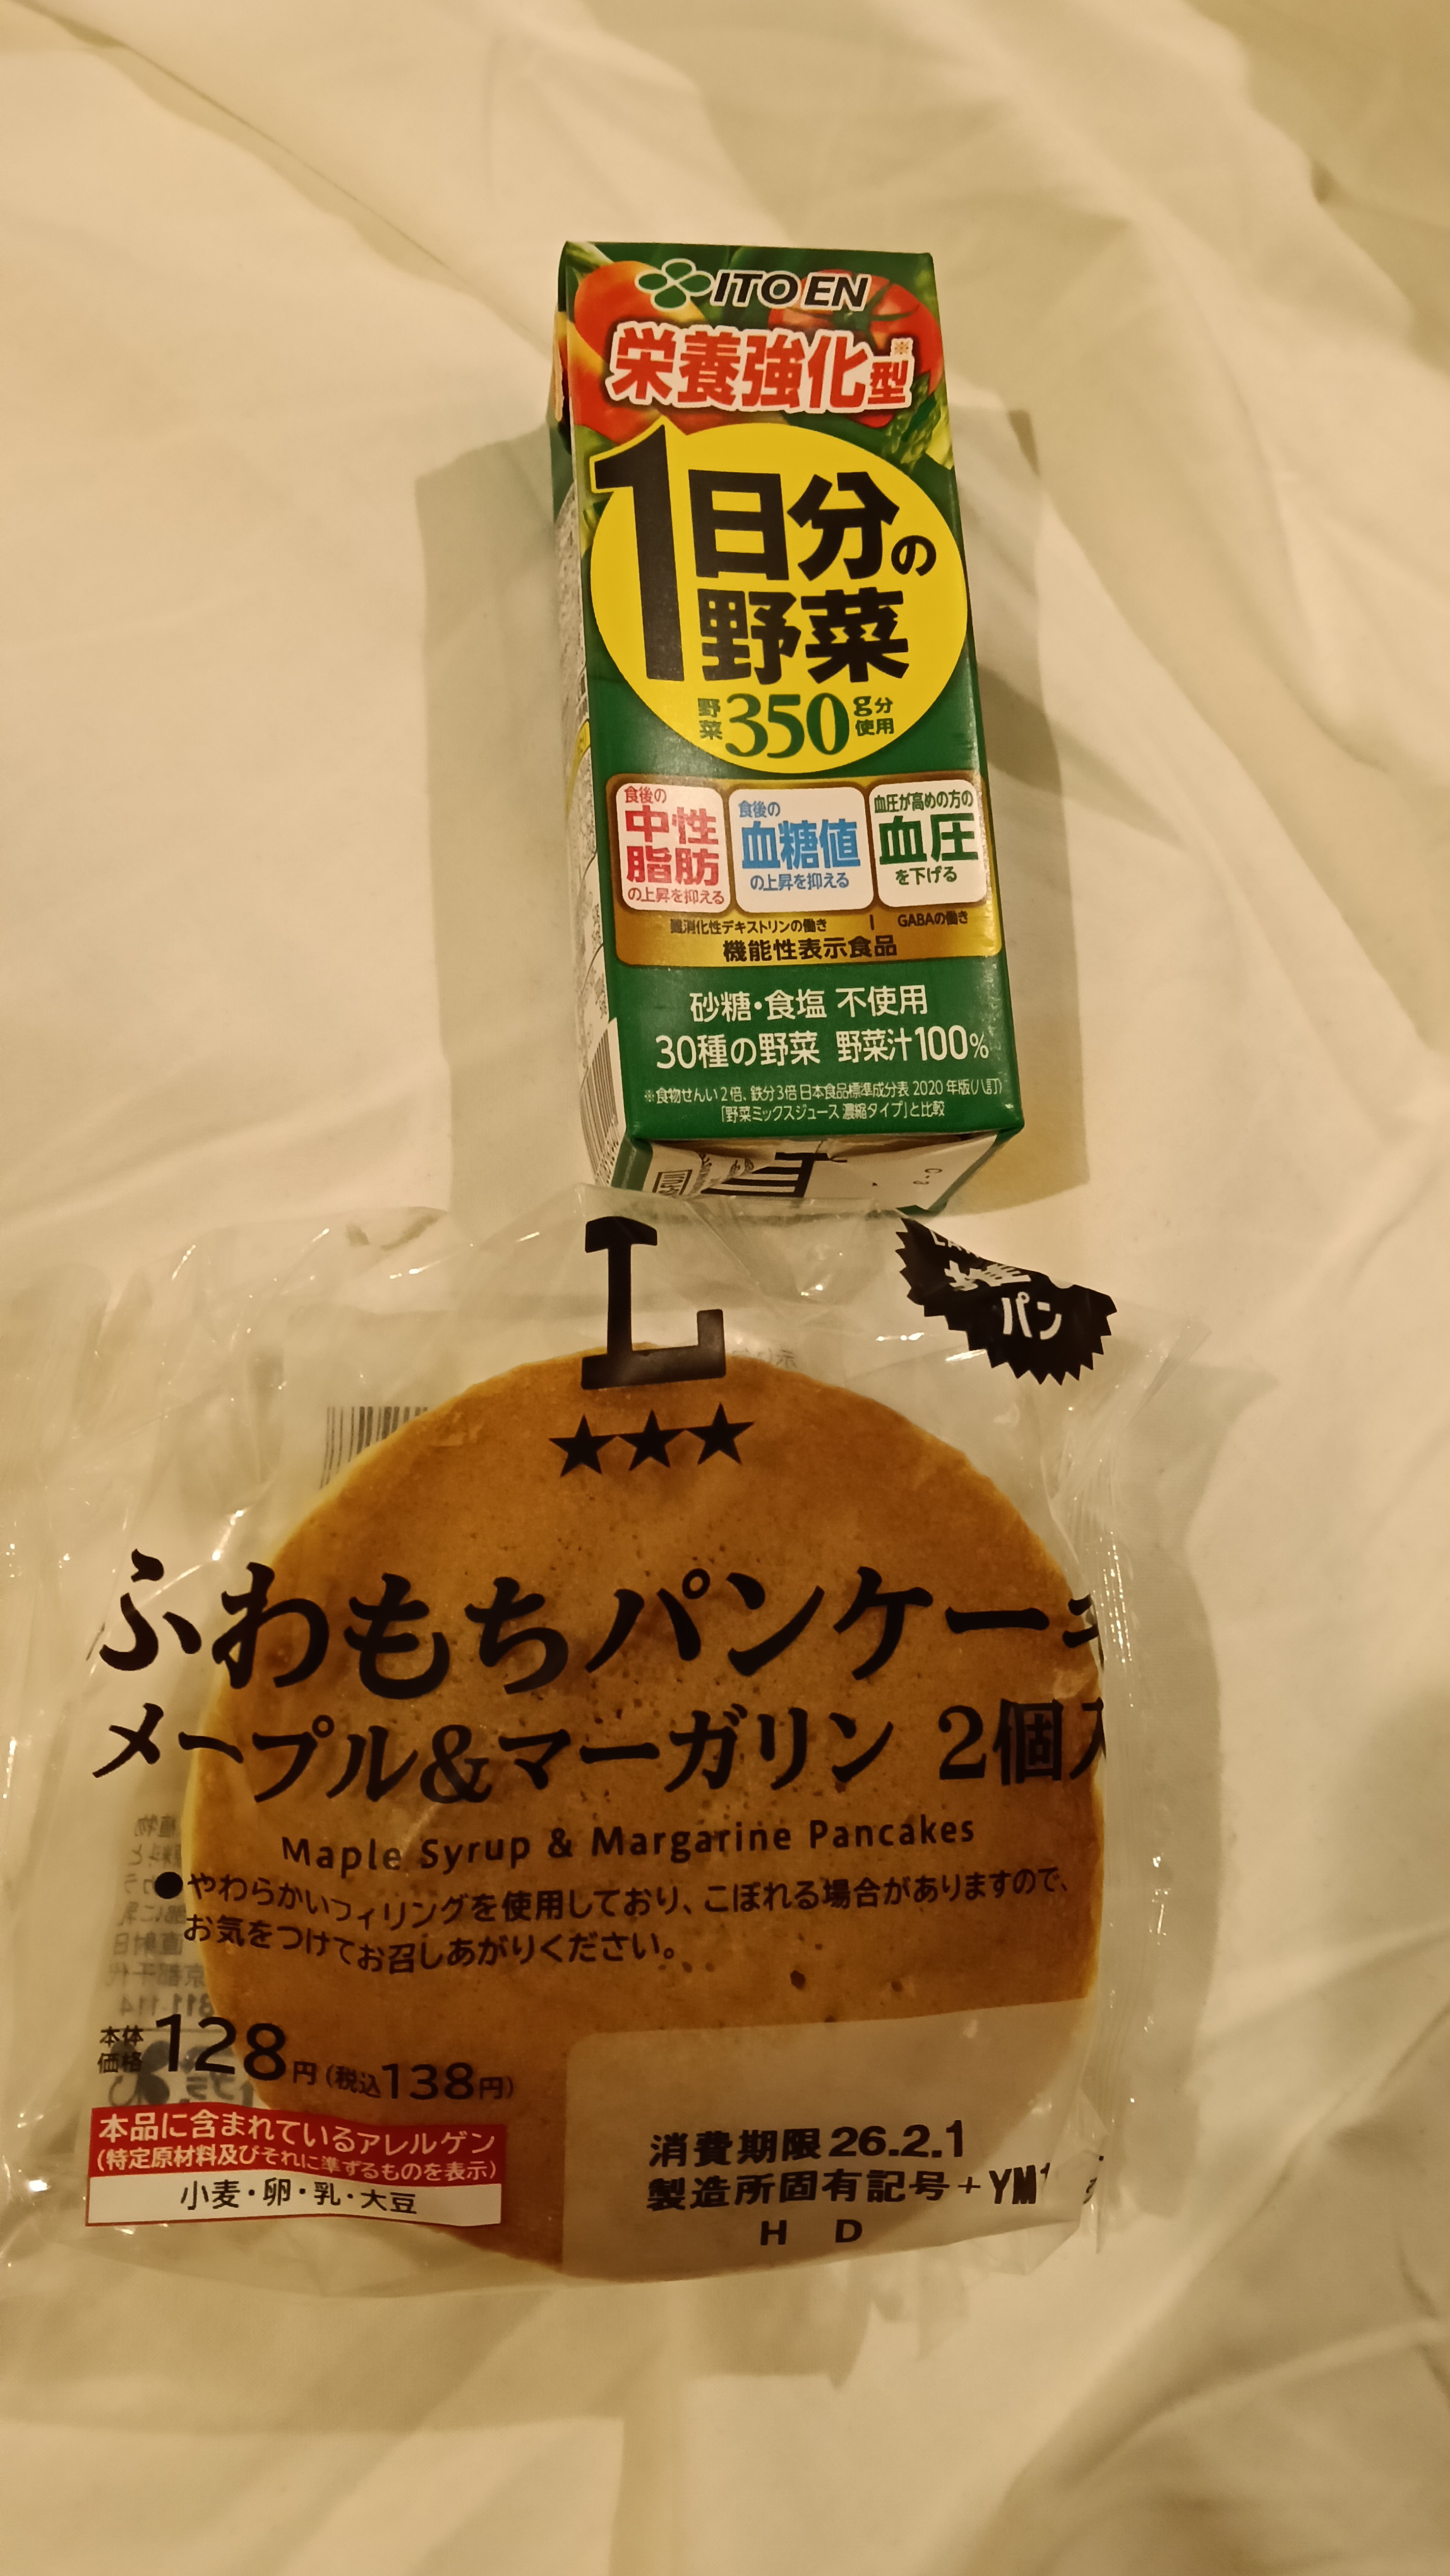 ITO EN
栄養強化型※
1日分の
野菜
野菜350g分使用
食後の
中性
脂肪
の上昇を抑える
食後の
血糖値
の上昇を抑える
血圧が高めの方の
血圧
を下げる
難消化性デキストリンの働き
GABAの働き
機能性表示食品
砂糖・食塩 不使用
30種の野菜 野菜汁100%
※食物せんい2倍、鉄分3倍 日本食品標準成分表2020年版(八訂)
「野菜ミックスジュース 濃縮タイプ」と比較
L
★★★
パン
ふわもちパンケーキ
メープル&マーガリン 2個入
Maple Syrup & Margarine Pancakes
●やわらかいフィリングを使用しており、こぼれる場合がありますので、
お気をつけてお召しあがりください。
本体価格128円(税込138円)
本品に含まれているアレルゲン
(特定原材料及びそれに準ずるものを表示)
小麦・卵・乳・大豆
消費期限26.2.1
製造所固有記号+YM1
H D